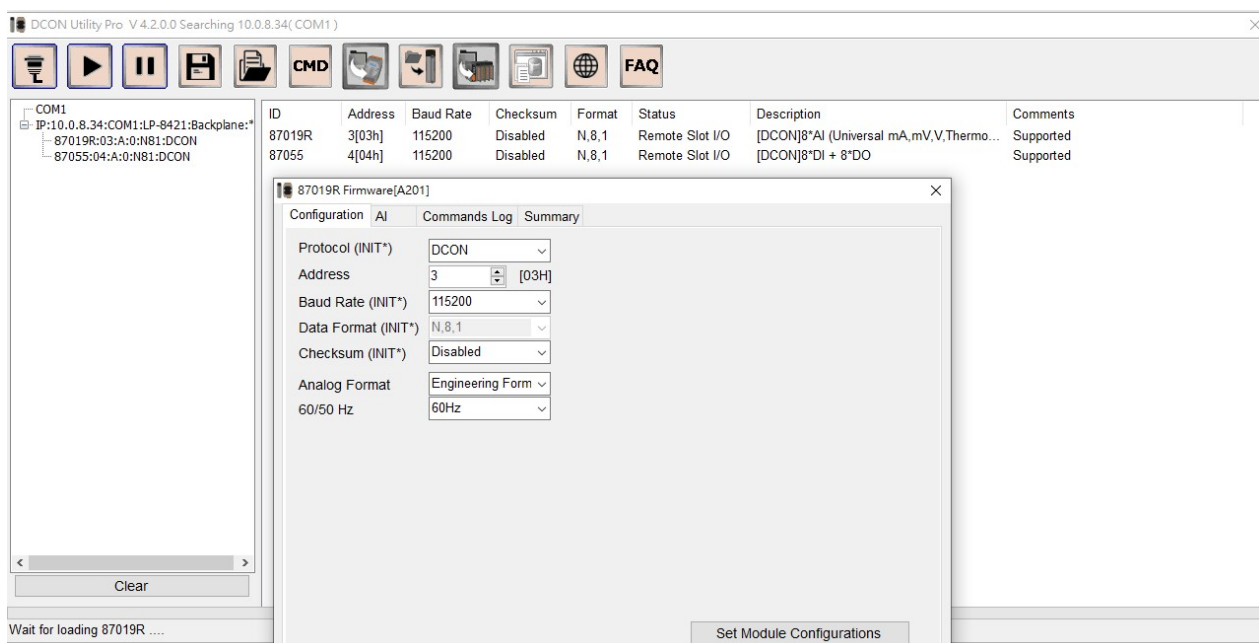 DCON Utility Pro V 4.2.0.0 Searching 10.0.8.34( COM1 )
CMD
FAQ
COM1
IP:10.0.8.34:COM1:LP-8421:Backplane:*
87019R:03:A:0:N81:DCON
87055:04:A:0:N81:DCON
Clear
ID Address Baud Rate Checksum Format Status Description Comments
87019R 3[03h] 115200 Disabled N,8,1 Remote Slot I/O [DCON]8*AI (Universal mA,mV,V,Thermo... Supported
87055 4[04h] 115200 Disabled N,8,1 Remote Slot I/O [DCON]8*DI + 8*DO Supported
87019R Firmware[A201]
Configuration AI Commands Log Summary
Protocol (INIT*) DCON
Address 3 [03H]
Baud Rate (INIT*) 115200
Data Format (INIT*) N,8,1
Checksum (INIT*) Disabled
Analog Format Engineering Form
60/50 Hz 60Hz
Set Module Configurations
Wait for loading 87019R ....